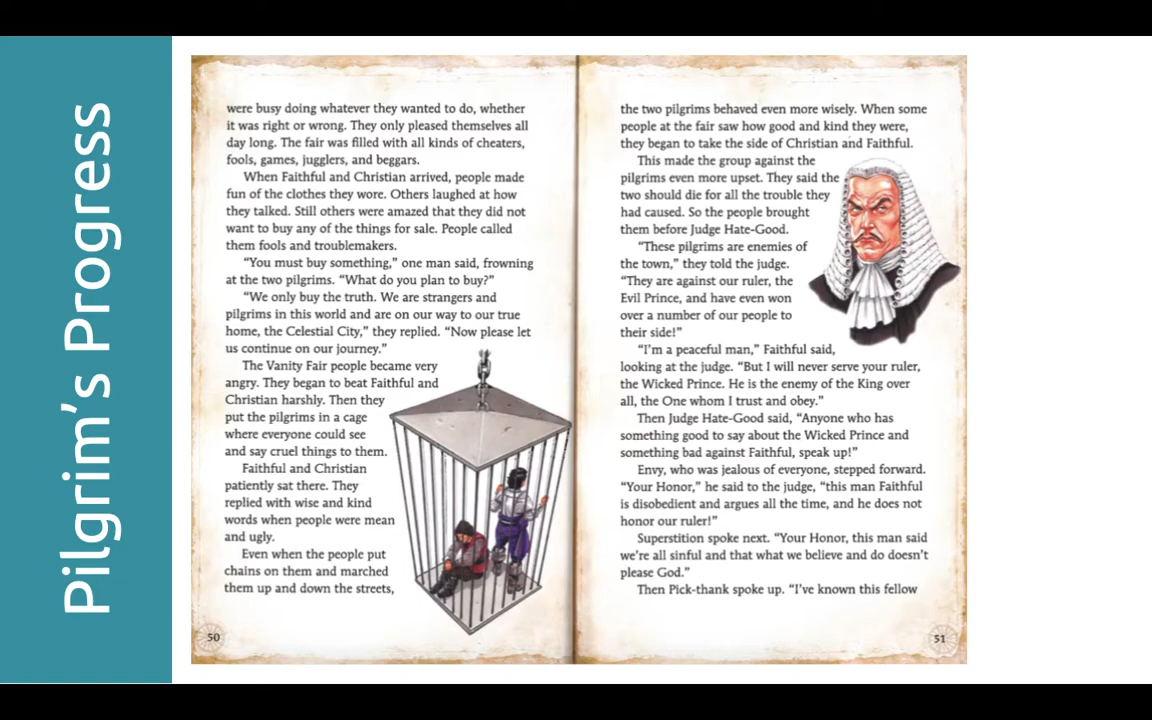 Pilgrim's Progress
were busy doing whatever they wanted to do, whether
it was right or wrong. They only pleased themselves all
day long. The fair was filled with all kinds of cheaters,
fools, games, jugglers, and beggars.
When Faithful and Christian arrived, people made
fun of the clothes they wore. Others laughed at how
they talked. Still others were amazed that they did not
want to buy any of the things for sale. People called
them fools and troublemakers.
“You must buy something,” one man said, frowning
at the two pilgrims. “What do you plan to buy?”
“We only buy the truth. We are strangers and
pilgrims in this world and are on our way to our true
home, the Celestial City,” they replied. “Now please let
us continue on our journey.”
The Vanity Fair people became very
angry. They began to beat Faithful and
Christian harshly. Then they
put the pilgrims in a cage
where everyone could see
and say cruel things to them.
Faithful and Christian
patiently sat there. They
replied with wise and kind
words when people were mean
and ugly.
Even when the people put
chains on them and marched
them up and down the streets,
50
the two pilgrims behaved even more wisely. When some
people at the fair saw how good and kind they were,
they began to take the side of Christian and Faithful.
This made the group against the
pilgrims even more upset. They said the
two should die for all the trouble they
had caused. So the people brought
them before Judge Hate-Good.
“These pilgrims are enemies of
the town,” they told the judge.
“They are against our ruler, the
Evil Prince, and have even won
over a number of our people to
their side!”
“I'm a peaceful man,” Faithful said,
looking at the judge. “But I will never serve your ruler,
the Wicked Prince. He is the enemy of the King over
all, the One whom I trust and obey.”
Then Judge Hate-Good said, “Anyone who has
something good to say about the Wicked Prince and
something bad against Faithful, speak up!”
Envy, who was jealous of everyone, stepped forward.
“Your Honor,” he said to the judge, “this man Faithful
is disobedient and argues all the time, and he does not
honor our ruler!”
Superstition spoke next. “Your Honor, this man said
we're all sinful and that what we believe and do doesn't
please God.”
Then Pick-thank spoke up. “I've known this fellow
51